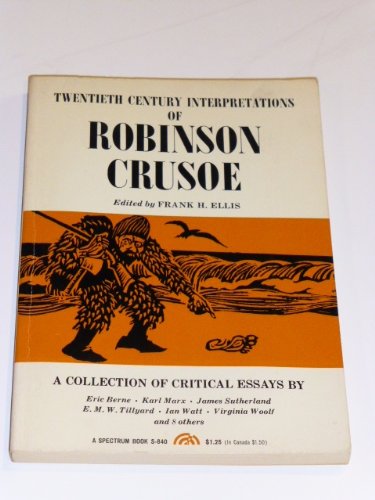 TWENTIETH CENTURY INTERPRETATIONS
OF
ROBINSON
CRUSOE
Edited by FRANK H. ELLIS
A COLLECTION OF CRITICAL ESSAYS BY
Eric Berne · Karl Marx · James Sutherland
E. M. W. Tillyard · Ian Watt · Virginia Woolf
and 8 others
A SPECTRUM BOOK S-840 $1.25 (In Canada $1.50)